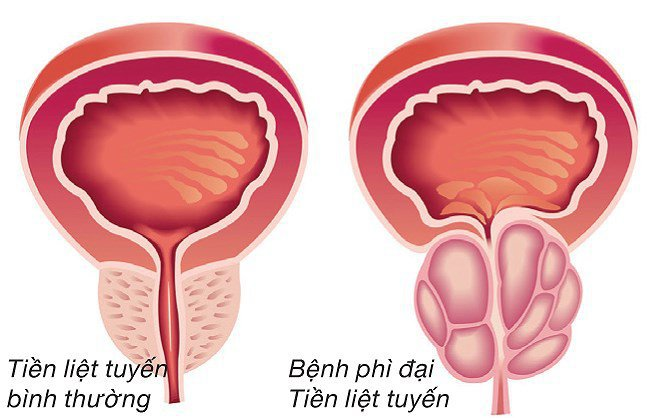 Tiền liệt tuyến
bình thường
Bệnh phì đại
Tiền liệt tuyến